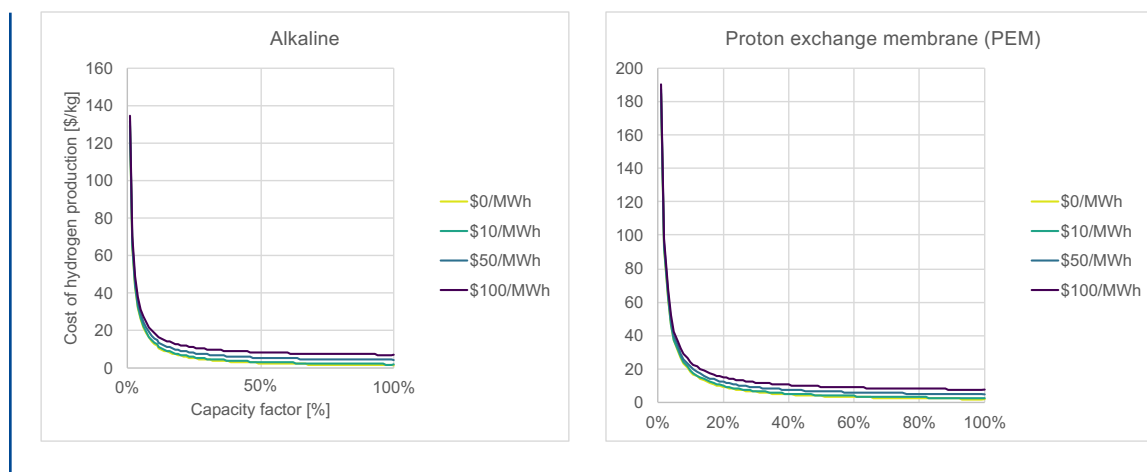 Alkaline
Cost of hydrogen production [$/kg]
160
140
120
100
80
60
40
20
0
0%
50%
100%
Capacity factor [%]
$0/MWh
$10/MWh
$50/MWh
$100/MWh
Proton exchange membrane (PEM)
200
180
160
140
120
100
80
60
40
20
0
0%
20%
40%
60%
80%
100%
$0/MWh
$10/MWh
$50/MWh
$100/MWh